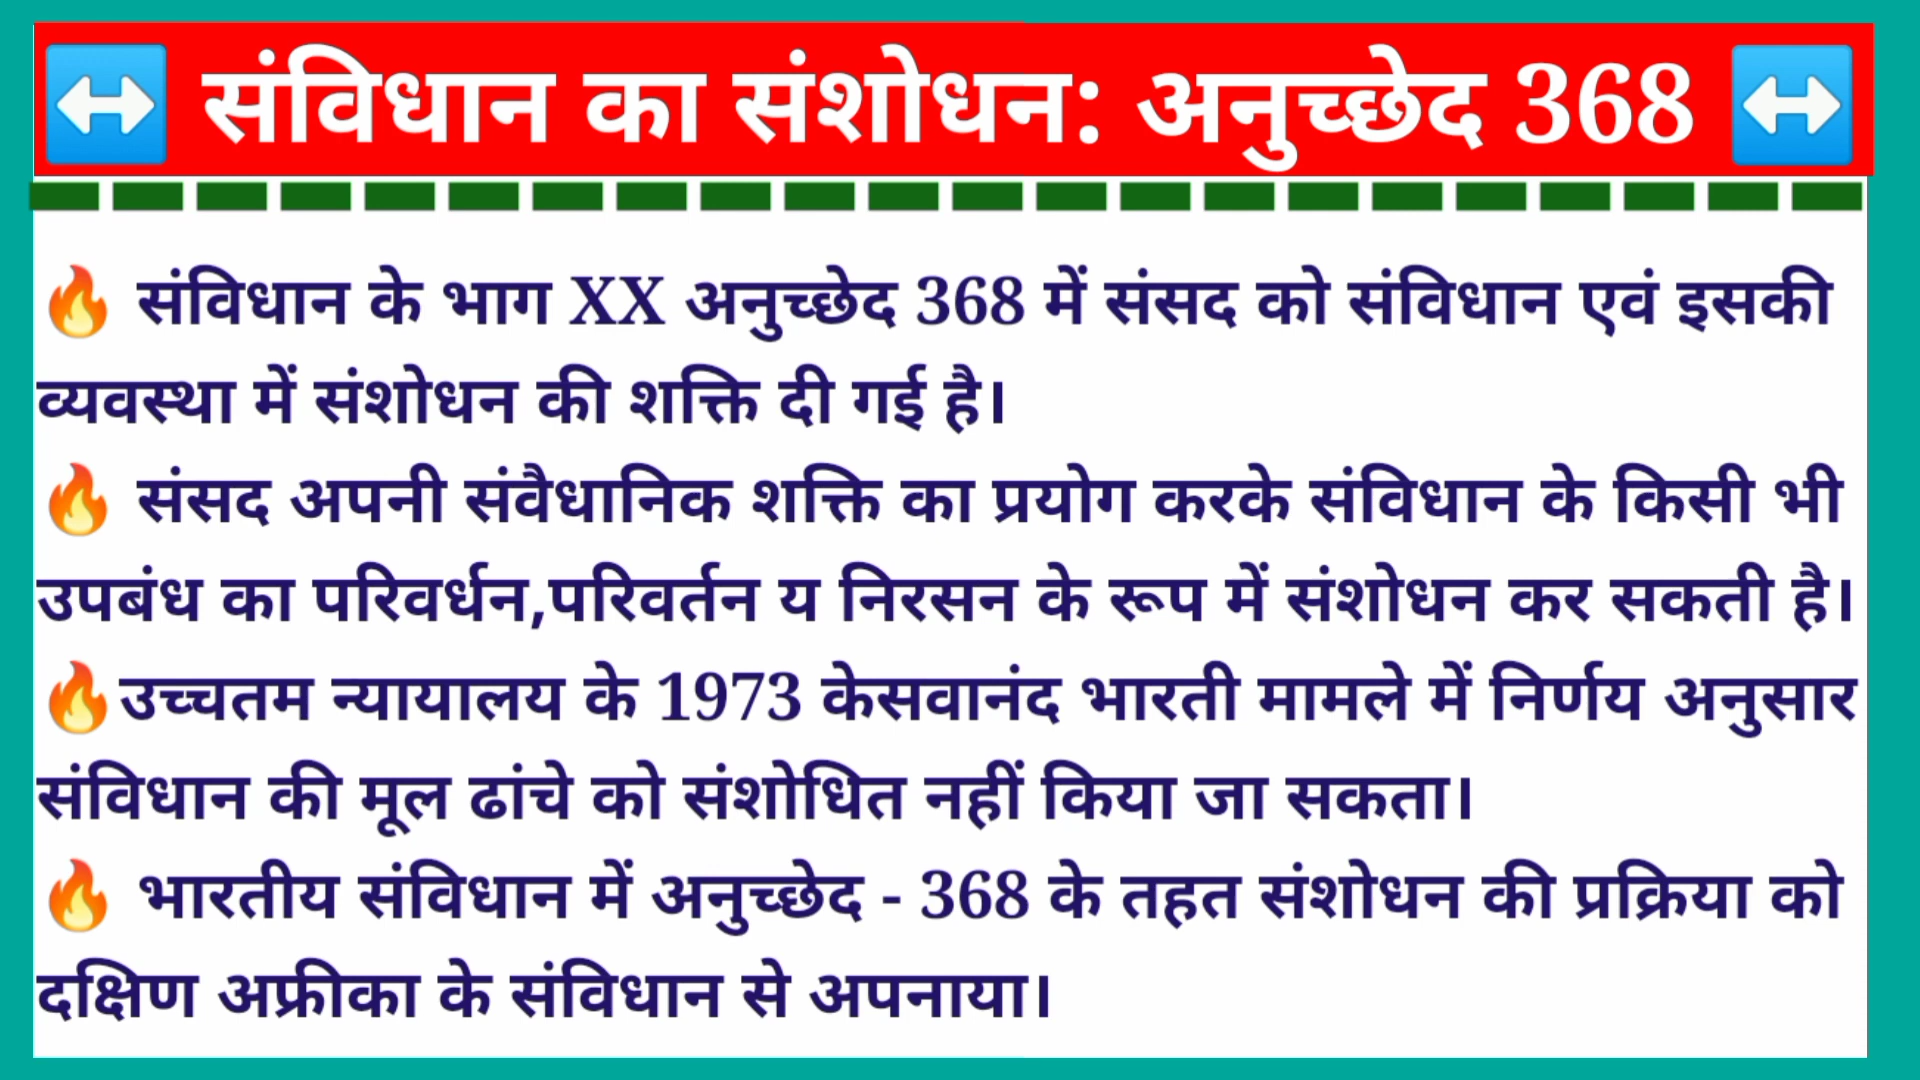 ↔️ संविधान का संशोधन: अनुच्छेद 368 ↔️
🔥 संविधान के भाग XX अनुच्छेद 368 में संसद को संविधान एवं इसकी
व्यवस्था में संशोधन की शक्ति दी गई है।
🔥 संसद अपनी संवैधानिक शक्ति का प्रयोग करके संविधान के किसी भी
उपबंध का परिवर्धन,परिवर्तन य निरसन के रूप में संशोधन कर सकती है।
🔥उच्चतम न्यायालय के 1973 केसवानंद भारती मामले में निर्णय अनुसार
संविधान की मूल ढांचे को संशोधित नहीं किया जा सकता।
🔥 भारतीय संविधान में अनुच्छेद - 368 के तहत संशोधन की प्रक्रिया को
दक्षिण अफ्रीका के संविधान से अपनाया।